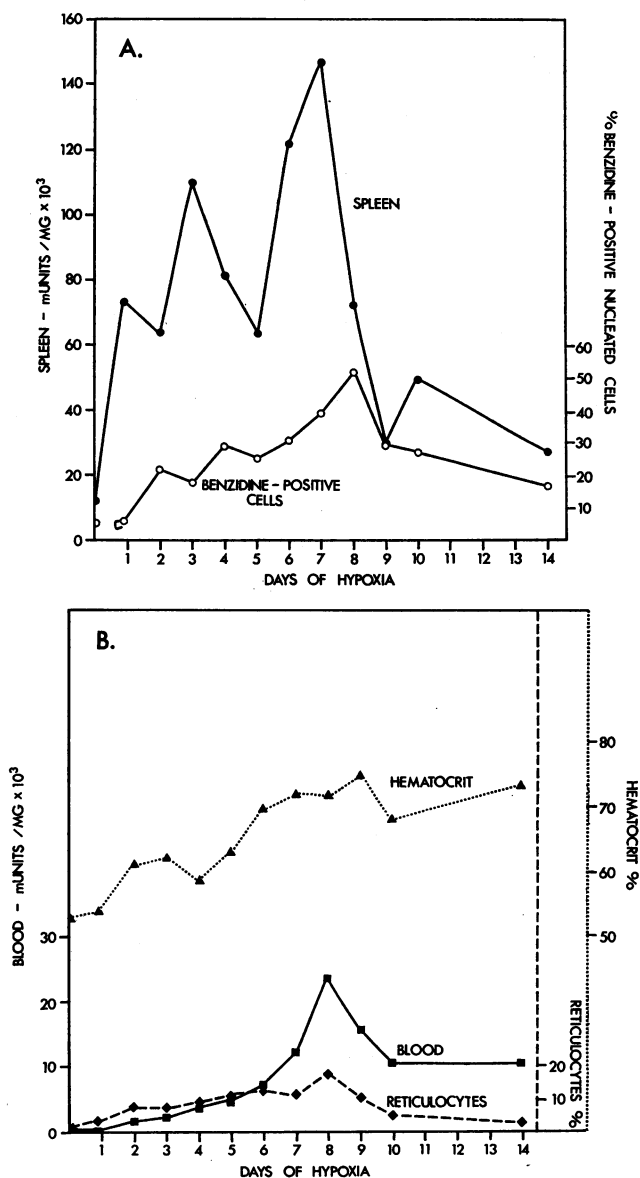 A.
160
140
120
100
80
60
40
20
0
SPLEEN – mUNITS / MG × 10³
SPLEEN
BENZIDINE – POSITIVE
CELLS
60
50
40
30
20
10
% BENZIDINE – POSITIVE NUCLEATED CELLS
1 2 3 4 5 6 7 8 9 10 11 12 13 14
DAYS OF HYPOXIA
B.
30
20
10
0
BLOOD – mUNITS / MG × 10³
HEMATOCRIT
BLOOD
RETICULOCYTES
80
70
60
50
HEMATOCRIT %
20
10
RETICULOCYTES %
1 2 3 4 5 6 7 8 9 10 11 12 13 14
DAYS OF HYPOXIA